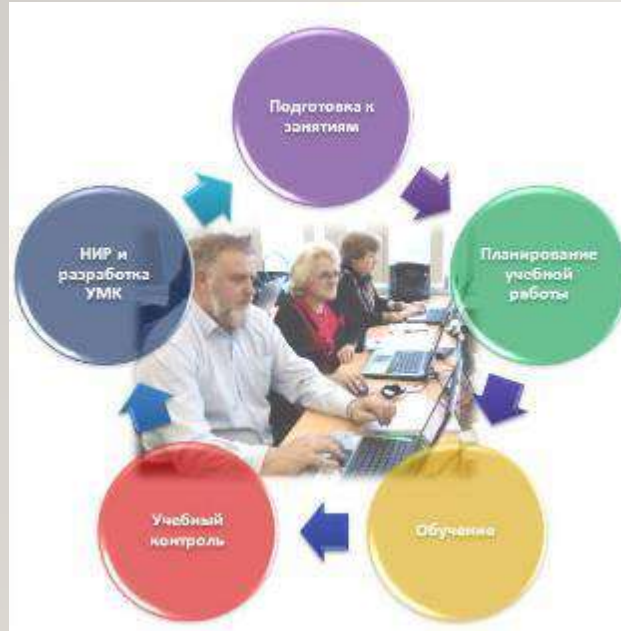 Подготовка к
занятиям
Планирование
учебной
работы
Обучение
Учебный
контроль
НИР и
разработка
УМК